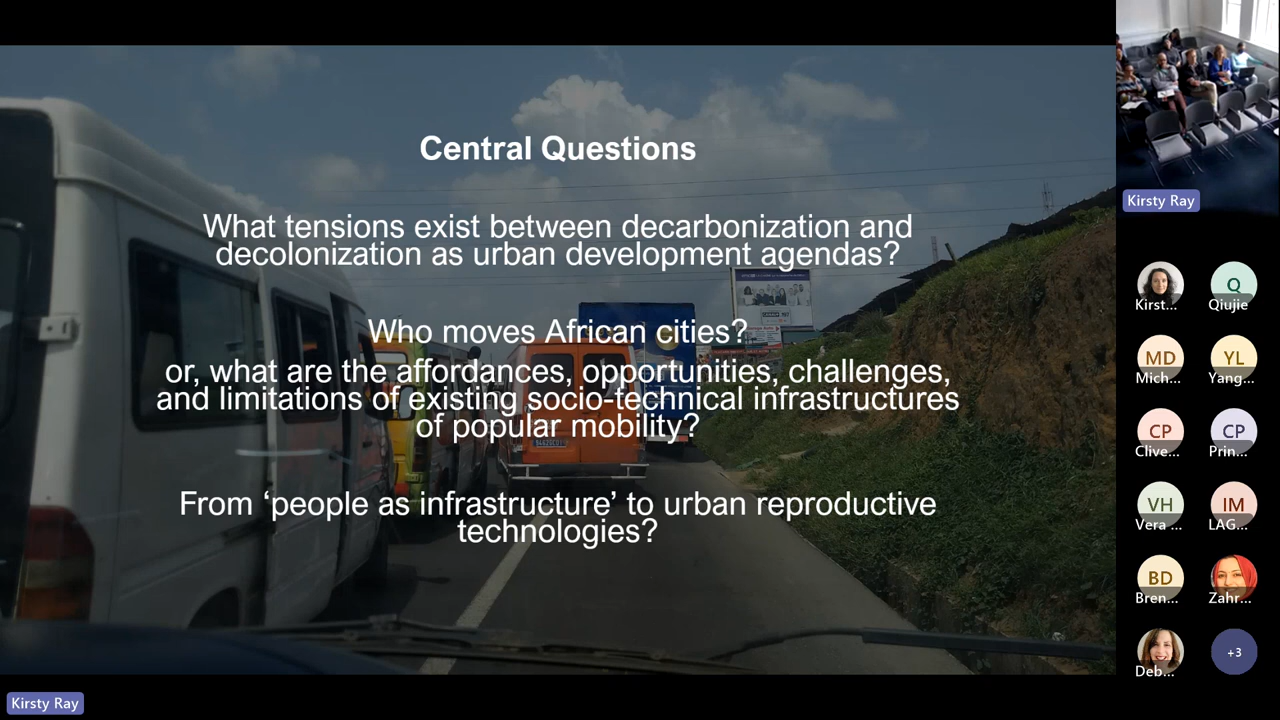 Central Questions
What tensions exist between decarbonization and
decolonization as urban development agendas?
Who moves African cities?
or, what are the affordances, opportunities, challenges,
and limitations of existing socio-technical infrastructures
of popular mobility?
From ‘people as infrastructure’ to urban reproductive
technologies?
Kirsty Ray
Kirst...
Q
Qiujie
MD
Mich...
YL
Yang...
CP
Clive...
CP
Prin...
VH
Vera ...
IM
LAG...
BD
Bren...
Zahr...
Deb...
+3
Kirsty Ray